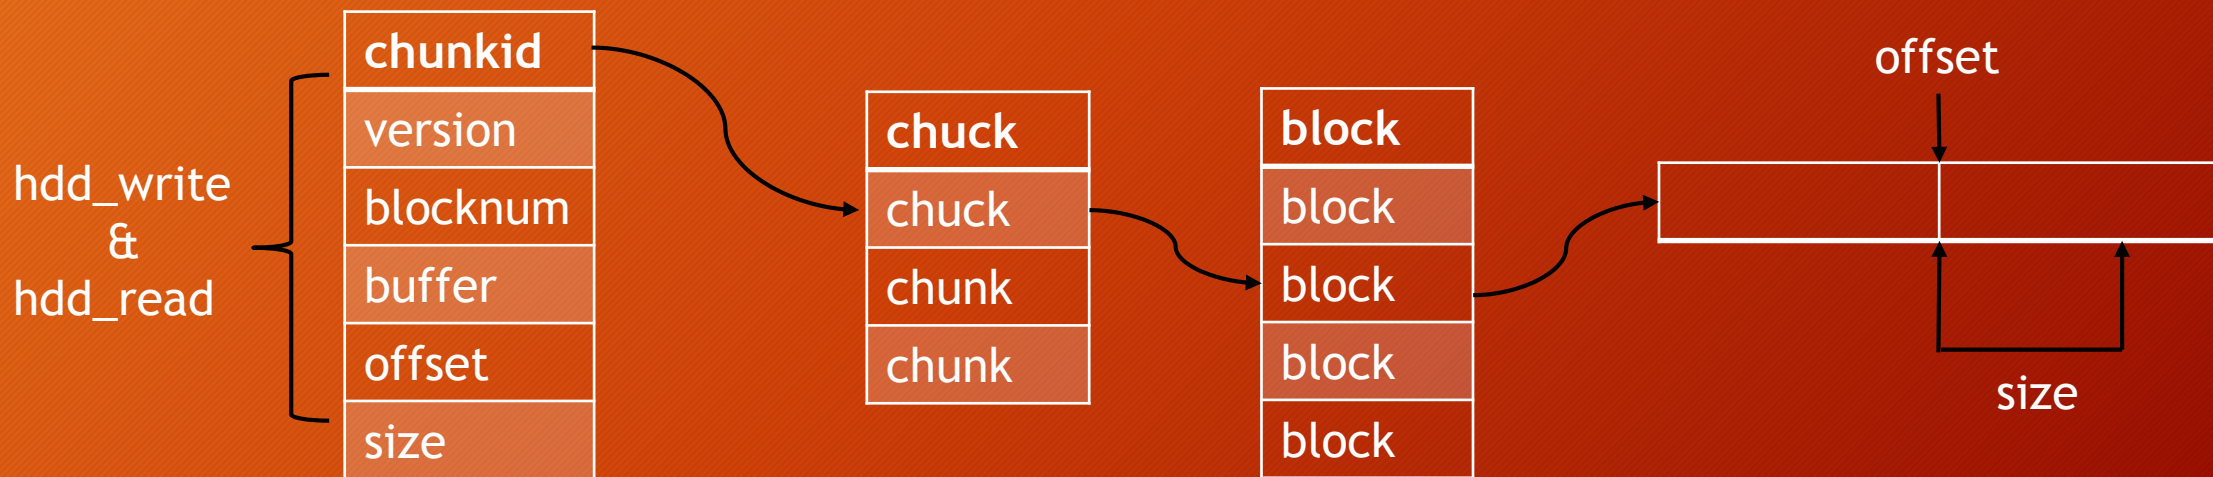 hdd_write
&
hdd_read
chunkid
version
blocknum
buffer
offset
size
chuck
chuck
chunk
chunk
block
block
block
block
block
offset
size